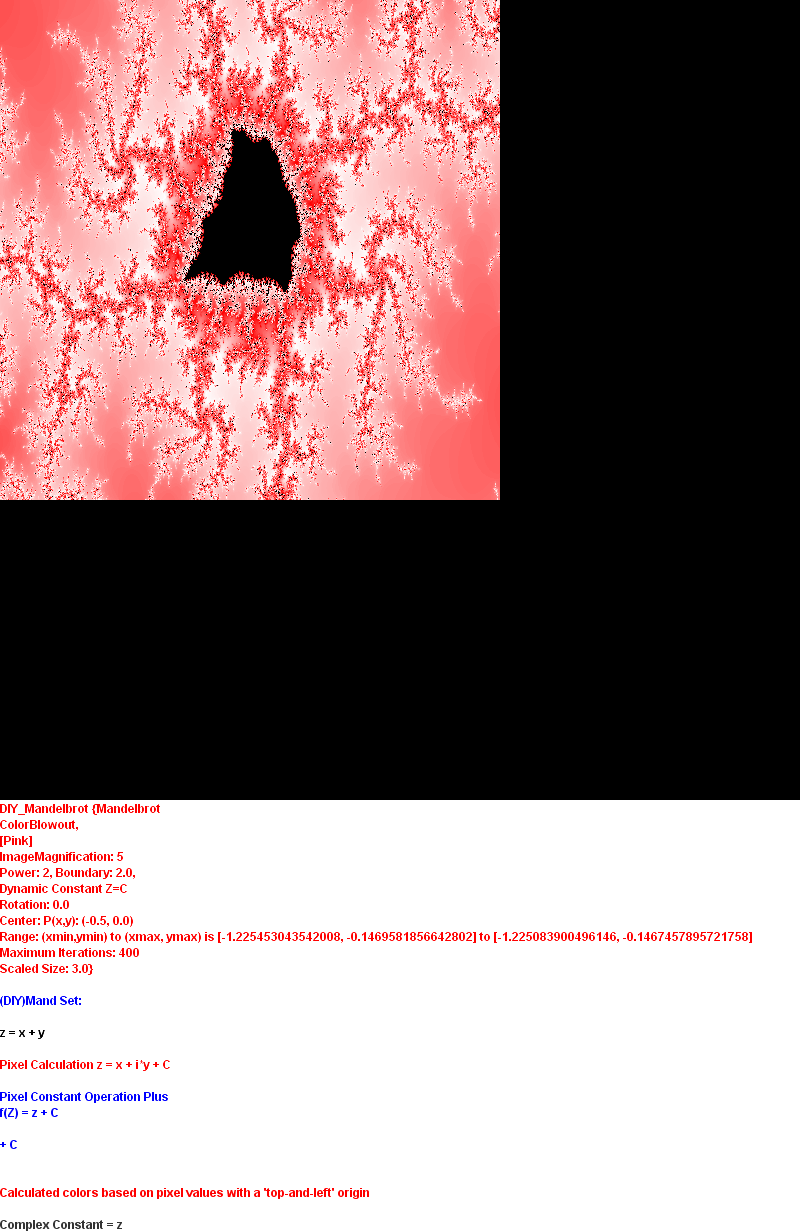 DIY_Mandelbrot {Mandelbrot
ColorBlowout,
[Pink]
ImageMagnification: 5
Power: 2, Boundary: 2.0,
Dynamic Constant Z=C
Rotation: 0.0
Center: P(x,y): (-0.5, 0.0)
Range: (xmin,ymin) to (xmax, ymax) is [-1.225453043542008, -0.1469581856642802] to [-1.225083900496146, -0.1467457895721758]
Maximum Iterations: 400
Scaled Size: 3.0}
(DIY)Mand Set:
z = x + y
Pixel Calculation z = x + i*y + C
Pixel Constant Operation Plus
f(Z) = z + C
+ C
Calculated colors based on pixel values with a 'top-and-left' origin
Complex Constant = z